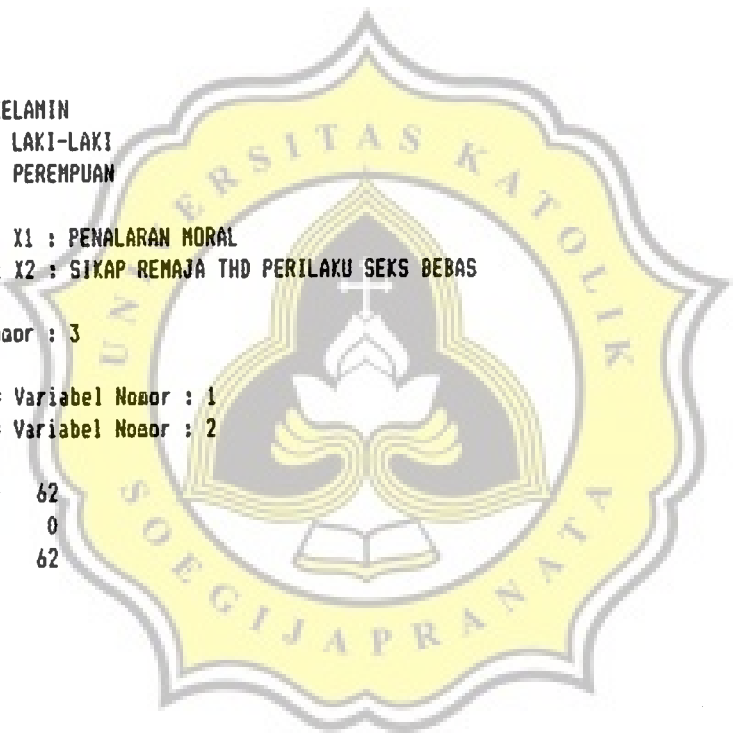 ELAMIN
LAKI-LAKI
PEREMPUAN
X1 : PENALARAN MORAL
X2 : SIKAP REMAJA THD PERILAKU SEKS BEBAS
: 3
= Variabel Nomor : 1
= Variabel Nomor : 2
62
0
62
UNIVERSITAS KATOLIK
SOEGIJAPRANATA